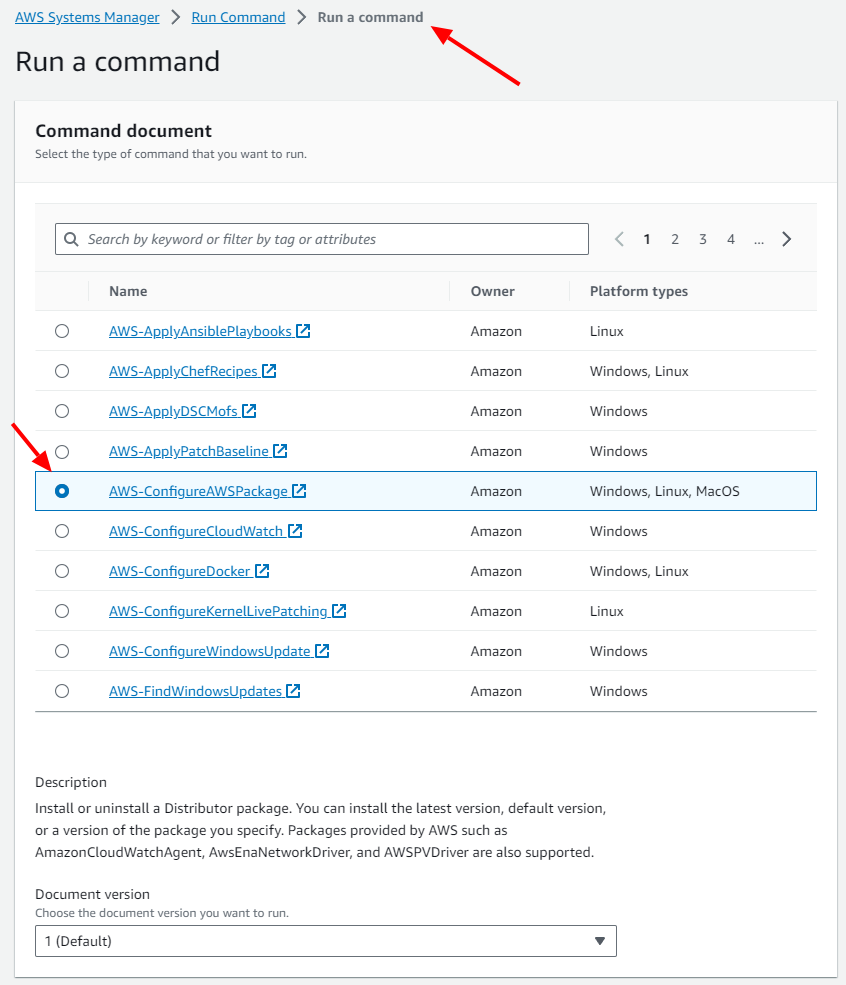 AWS Systems Manager > Run Command > Run a command
Run a command
Command document
Select the type of command that you want to run.
Search by keyword or filter by tag or attributes
1 2 3 4 ...
Name Owner Platform types
AWS-ApplyAnsiblePlaybooks Amazon Linux
AWS-ApplyChefRecipes Amazon Windows, Linux
AWS-ApplyDSCMofs Amazon Windows
AWS-ApplyPatchBaseline Amazon Windows
AWS-ConfigureAWSPackage Amazon Windows, Linux, MacOS
AWS-ConfigureCloudWatch Amazon Windows
AWS-ConfigureDocker Amazon Windows, Linux
AWS-ConfigureKernelLivePatching Amazon Linux
AWS-ConfigureWindowsUpdate Amazon Windows
AWS-FindWindowsUpdates Amazon Windows
Description
Install or uninstall a Distributor package. You can install the latest version, default version,
or a version of the package you specify. Packages provided by AWS such as
AmazonCloudWatchAgent, AwsEnaNetworkDriver, and AWSPVDriver are also supported.
Document version
Choose the document version you want to run.
1 (Default)